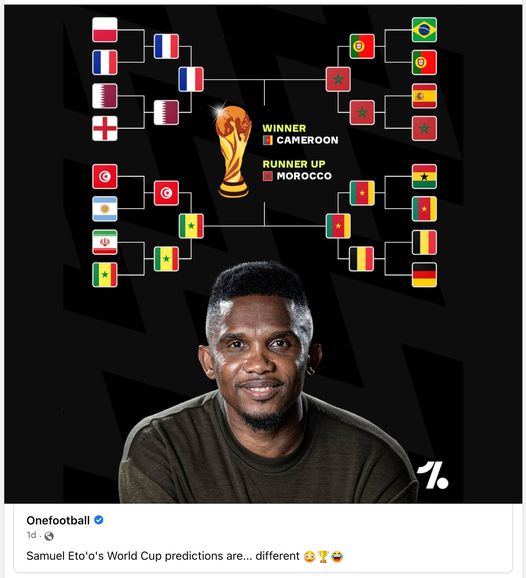 WINNER
CAMEROON
RUNNER UP
MOROCCO
Onefootball
1d ·
Samuel Eto'o's World Cup predictions are... different 😳🏆😂